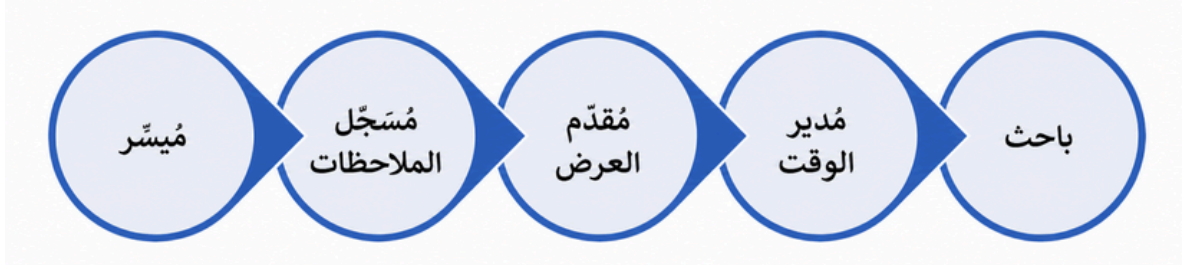 مُيسِّر
مُسَجّل
الملاحظات
مُقدّم
العرض
مُدير
الوقت
باحث